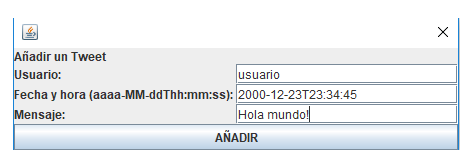 Añadir un Tweet
Usuario: usuario
Fecha y hora (aaaa-MM-ddThh:mm:ss): 2000-12-23T23:34:45
Mensaje: Hola mundo!
AÑADIR